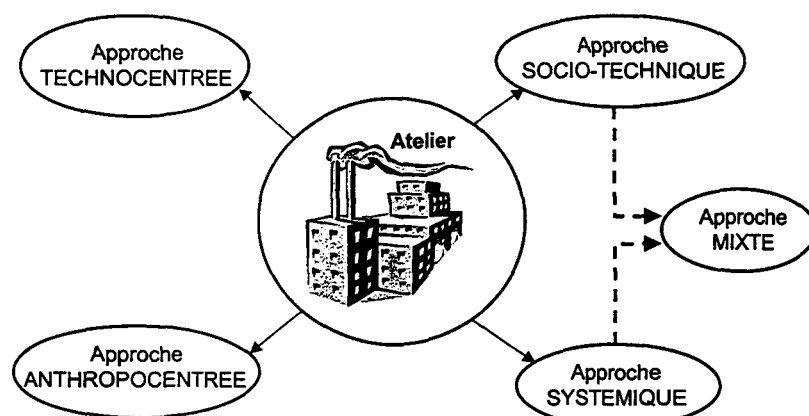 Approche
TECHNOCENTREE
Approche
SOCIO-TECHNIQUE
Atelier
Approche
MIXTE
Approche
ANTHROPOCENTREE
Approche
SYSTEMIQUE